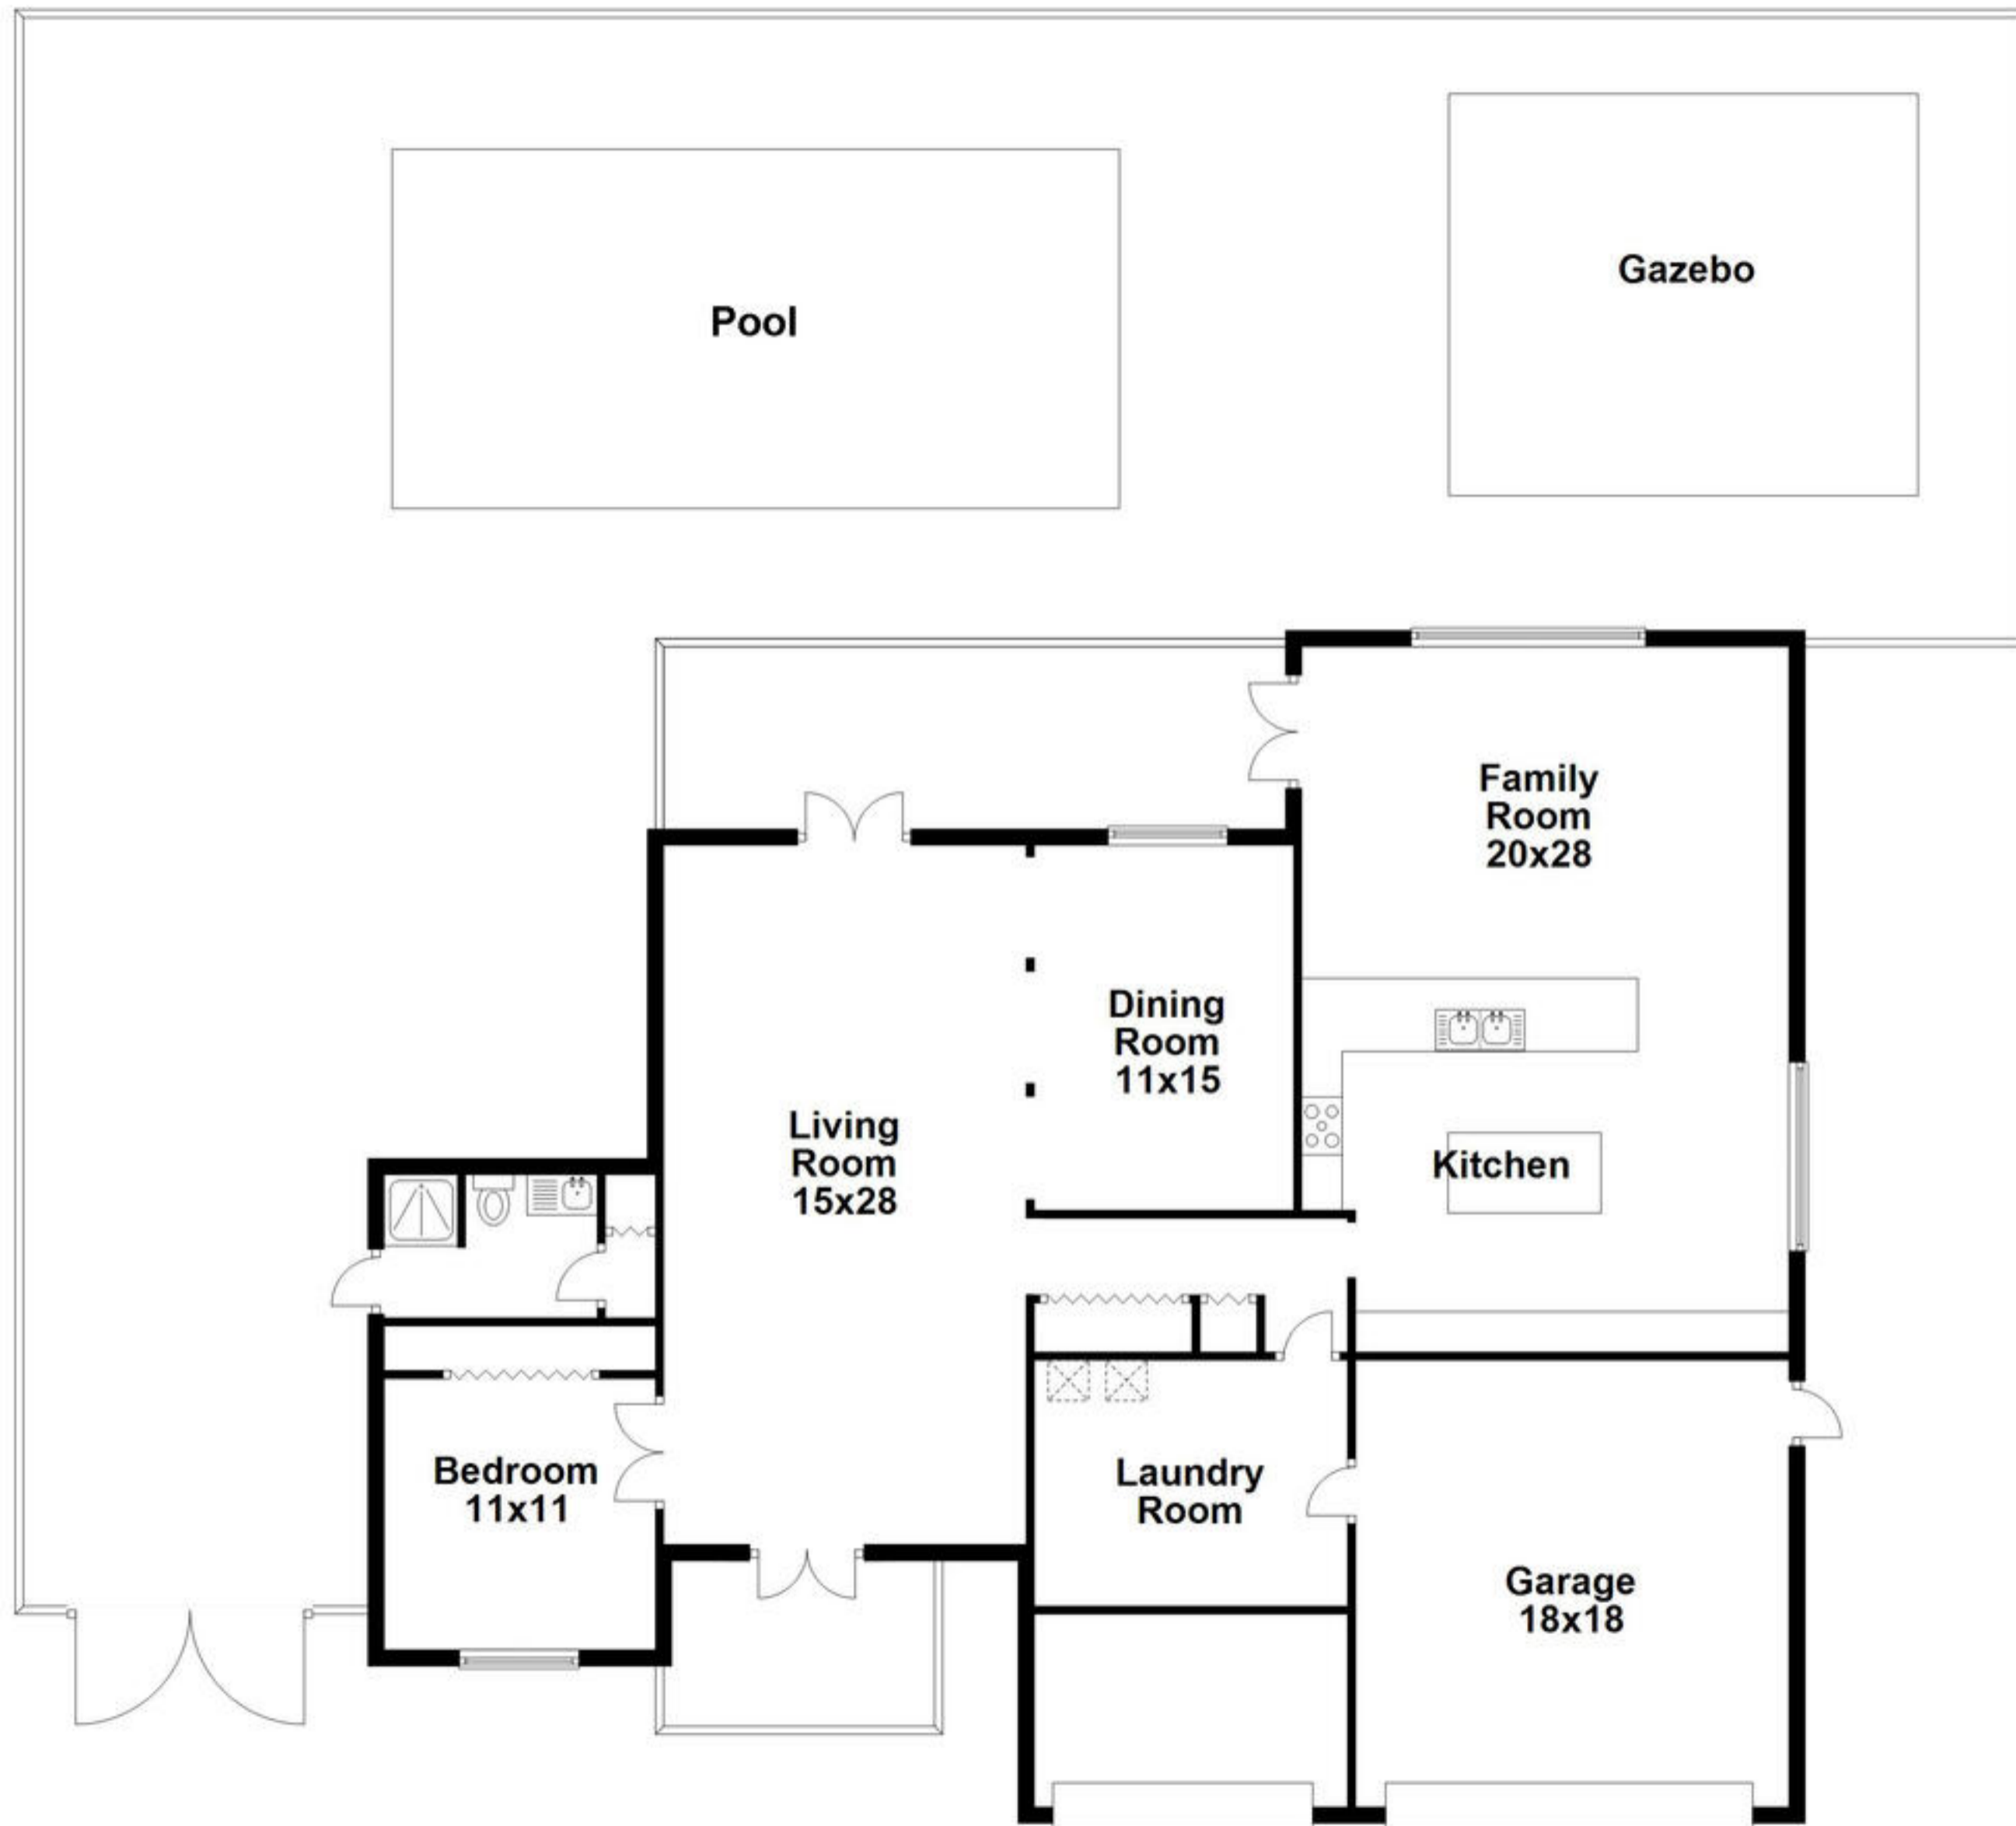 Pool
Gazebo
Family
Room
20x28
Dining
Room
11x15
Living
Room
15x28
Kitchen
Bedroom
11x11
Laundry
Room
Garage
18x18